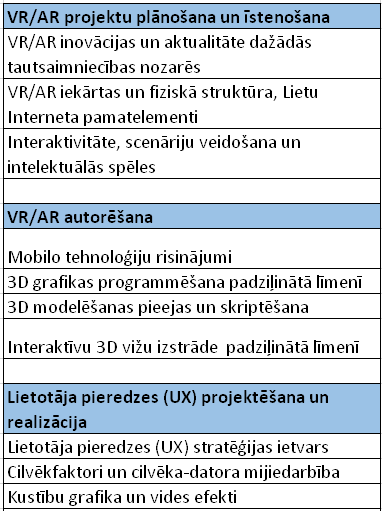 VR/AR projektu plānošana un īstenošana
VR/AR inovācijas un aktualitāte dažādās
tautsaimniecības nozarēs
VR/AR iekārtas un fiziskā struktūra, Lietu
Interneta pamatelementi
Interaktivitāte, scenāriju veidošana un
intelektuālās spēles
VR/AR autorēšana
Mobilo tehnoloģiju risinājumi
3D grafikas programmēšana padziļinātā līmenī
3D modelēšanas pieejas un skriptēšana
Interaktīvu 3D vižu izstrāde  padziļinātā līmenī
Lietotāja pieredzes (UX) projektēšana un
realizācija
Lietotāja pieredzes (UX) stratēģijas ietvars
Cilvēkfaktori un cilvēka-datora mijiedarbība
Kustību grafika un vides efekti